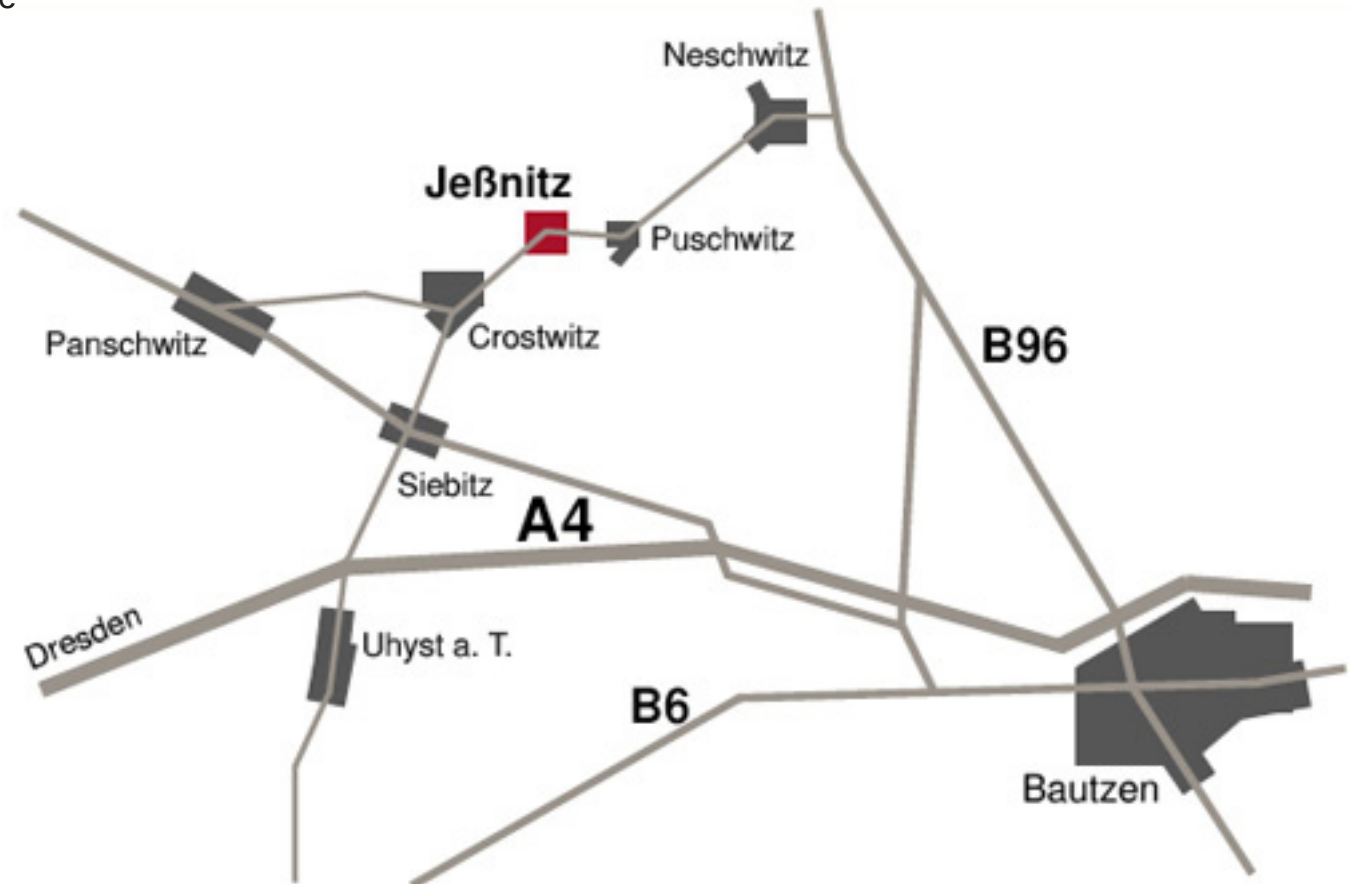 Neschwitz
Jeßnitz
Puschwitz
Panschwitz
Crostwitz
B96
Siebitz
A4
Dresden
Uhyst a. T.
B6
Bautzen